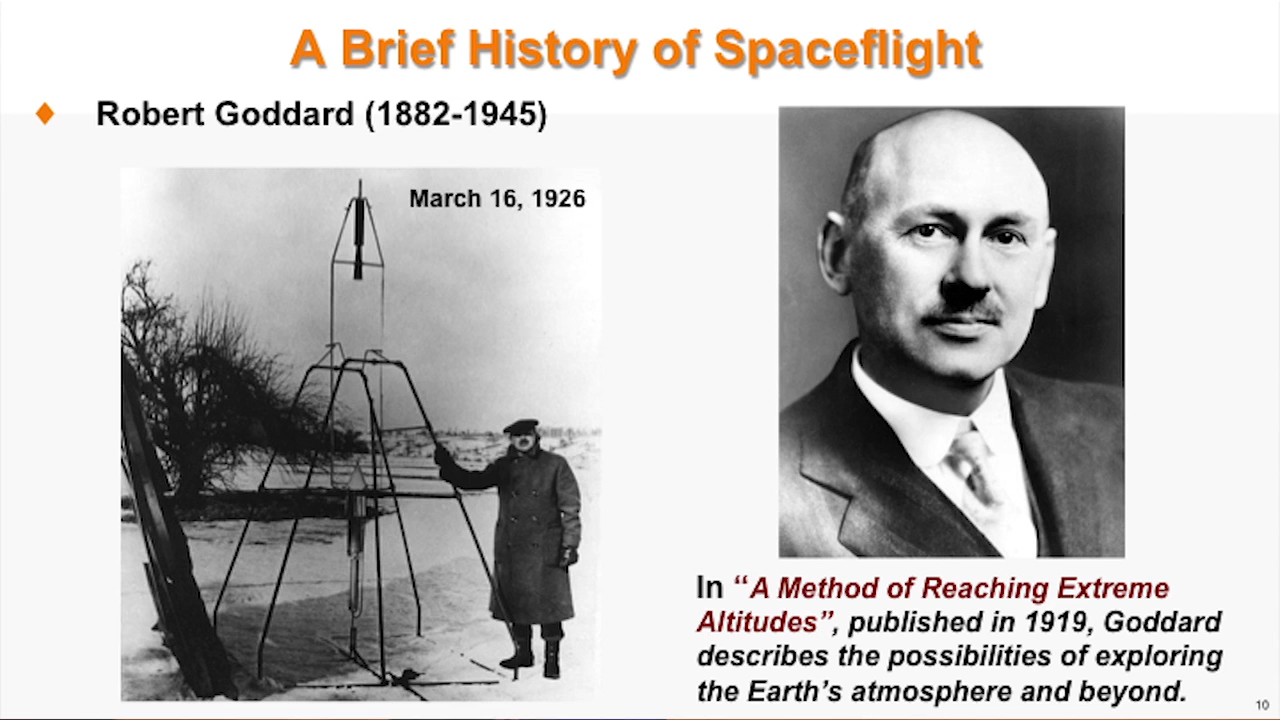 A Brief History of Spaceflight
♦ Robert Goddard (1882-1945)
March 16, 1926
In “A Method of Reaching Extreme
Altitudes”, published in 1919, Goddard
describes the possibilities of exploring
the Earth’s atmosphere and beyond.
10